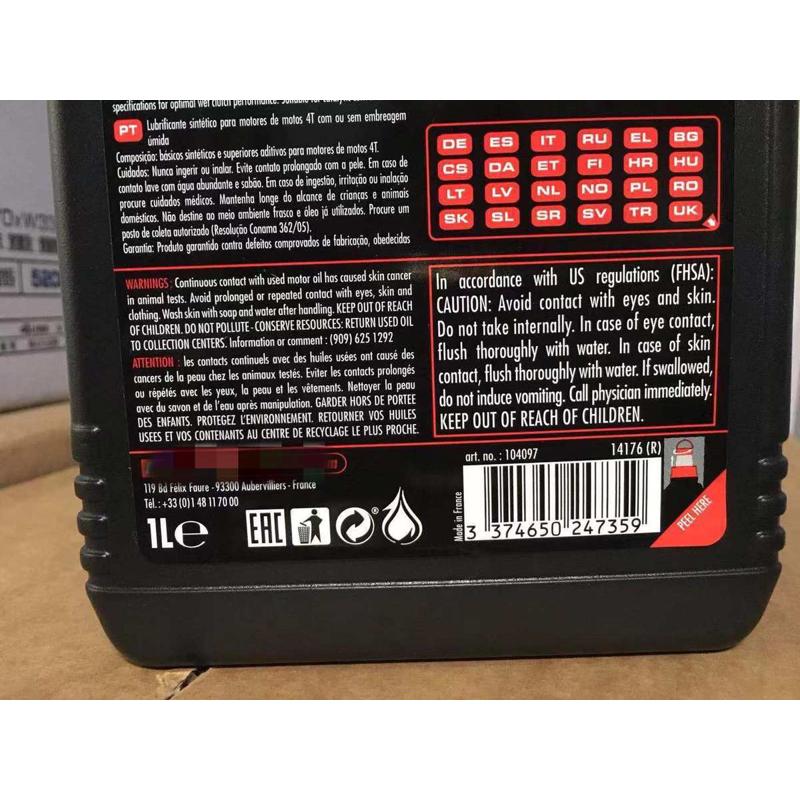 specifications for optimal wet clutch performance. Suitable for
PT Lubrificante sintético para motores de motos 4T com ou sem embreagem
úmida
Composição: básicos sintéticos e superiores aditivos para motores de motos 4T.
Cuidados: Nunca ingerir ou inalar. Evite contato prolongado com a pele. Em caso de
contato lave com água abundante e sabão. Em caso de ingestão, irritação ou inalação
procure cuidados médicos. Mantenha longe do alcance de crianças e animais
domésticos. Não destine ao meio ambiente frasco e óleo já utilizados. Procure um
posto de coleta autorizado (Resolução Conama 362/05).
Garantia: Produto garantido contra defeitos comprovados de fabricação, obedecidas
DE ES IT RU EL BG
CS DA ET FI HR HU
LT LV NL NO PL RO
SK SL SR SV TR UK
WARNINGS: Continuous contact with used motor oil has caused skin cancer
in animal tests. Avoid prolonged or repeated contact with eyes, skin and
clothing. Wash skin with soap and water after handling. KEEP OUT OF REACH
OF CHILDREN. DO NOT POLLUTE - CONSERVE RESOURCES: RETURN USED OIL
TO COLLECTION CENTERS. Information or comment : (909) 625 1292
ATTENTION : les contacts continuels avec des huiles usées ont causé des
cancers de la peau chez les animaux testés. Eviter les contacts prolongés
ou répétés avec les yeux, la peau et les vêtements. Nettoyer la peau
avec du savon et de l'eau après manipulation. GARDER HORS DE PORTEE
DES ENFANTS. PROTEGEZ L'ENVIRONNEMENT. RETOURNER VOS HUILES
USEES ET VOS CONTENANTS AU CENTRE DE RECYCLAGE LE PLUS PROCHE.
In accordance with US regulations (FHSA):
CAUTION: Avoid contact with eyes and skin.
Do not take internally. In case of eye contact,
flush thoroughly with water. In case of skin
contact, flush thoroughly with water. If swallowed,
do not induce vomiting. Call physician immediately.
KEEP OUT OF REACH OF CHILDREN.
119 Bd Félix Faure - 93300 Aubervilliers - France
Tél.: +33 (0)1 48 11 70 00
1L e
EAC
art. no. : 104097
14176 (R)
Made in France
3 374650 247359
PEEL HERE